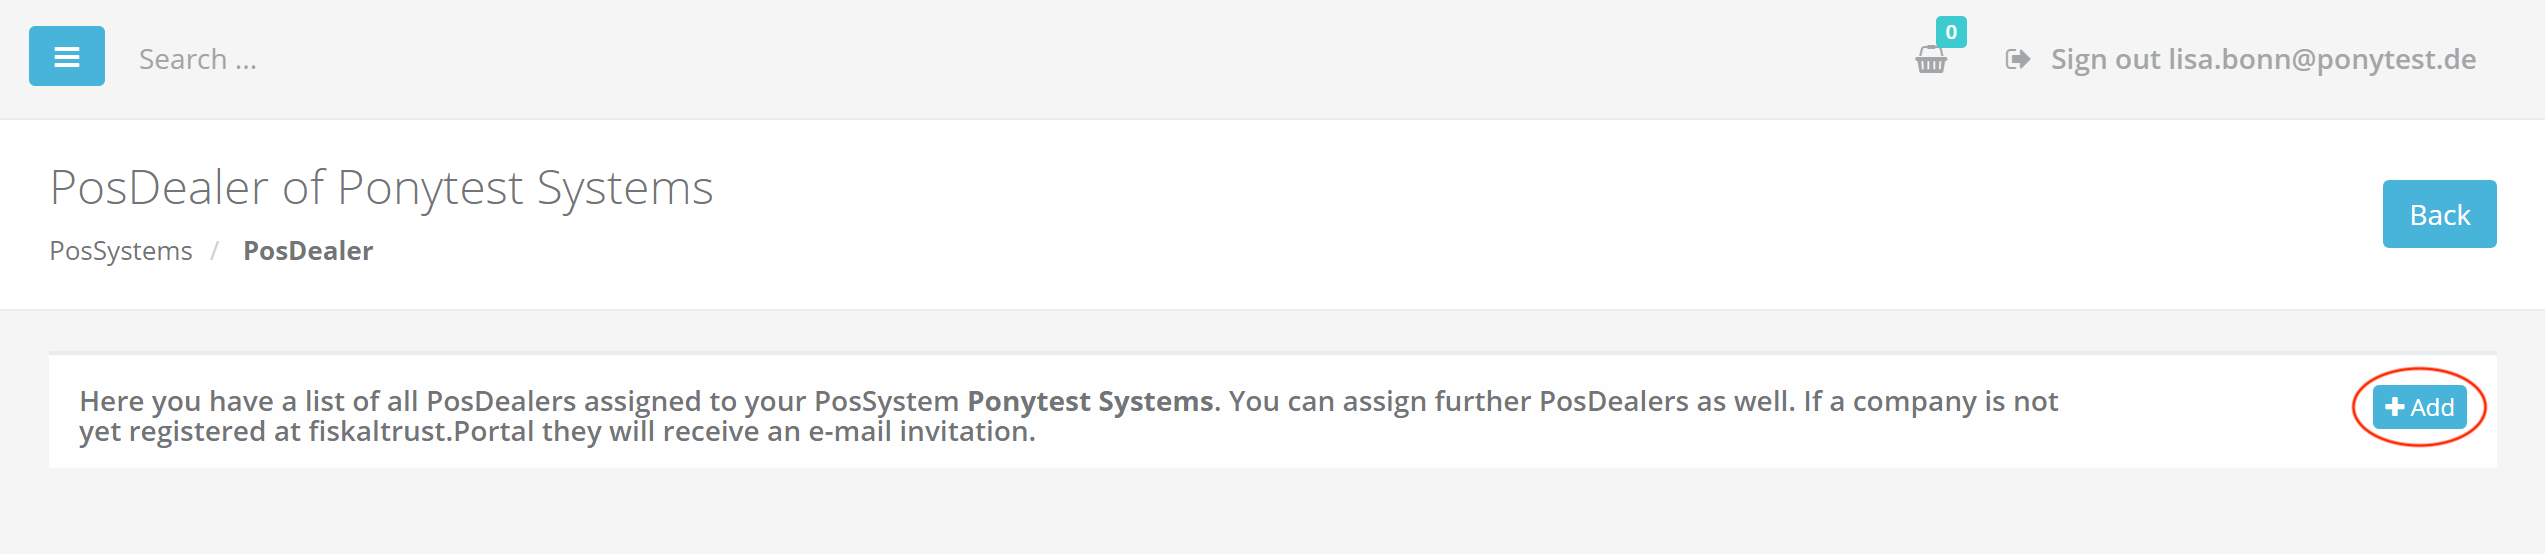 Search ...
0
Sign out lisa.bonn@ponytest.de
PosDealer of Ponytest Systems
PosSystems / PosDealer
Back
Here you have a list of all PosDealers assigned to your PosSystem Ponytest Systems. You can assign further PosDealers as well. If a company is not
yet registered at fiskaltrust.Portal they will receive an e-mail invitation.
Add